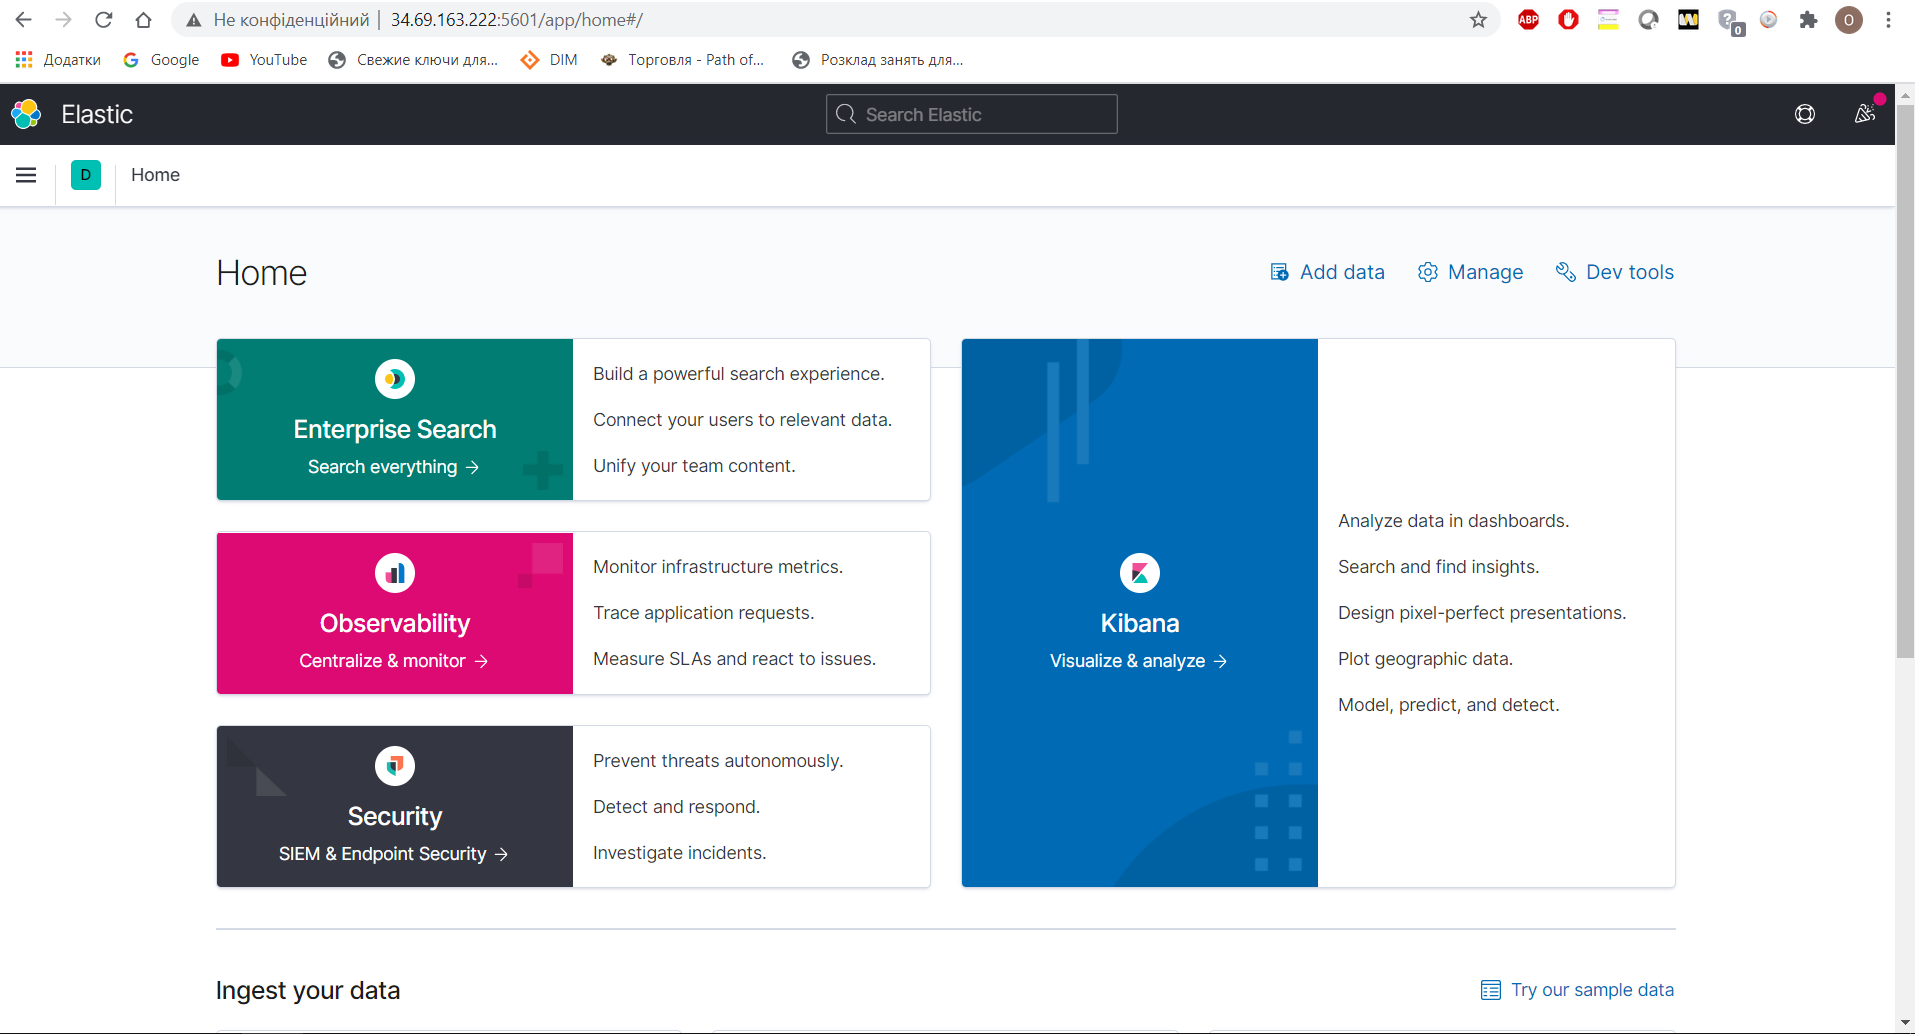 Не конфіденційний | 34.69.163.222:5601/app/home#/
ABP
0
O
Додатки
Google
YouTube
Свежие ключи для...
DIM
Торговля - Path of...
Розклад занять для...
Elastic
Search Elastic
D
Home
Home
Add data
Manage
Dev tools
Enterprise Search
Search everything →
Build a powerful search experience.
Connect your users to relevant data.
Unify your team content.
Observability
Centralize & monitor →
Monitor infrastructure metrics.
Trace application requests.
Measure SLAs and react to issues.
Security
SIEM & Endpoint Security →
Prevent threats autonomously.
Detect and respond.
Investigate incidents.
Kibana
Visualize & analyze →
Analyze data in dashboards.
Search and find insights.
Design pixel-perfect presentations.
Plot geographic data.
Model, predict, and detect.
Ingest your data
Try our sample data